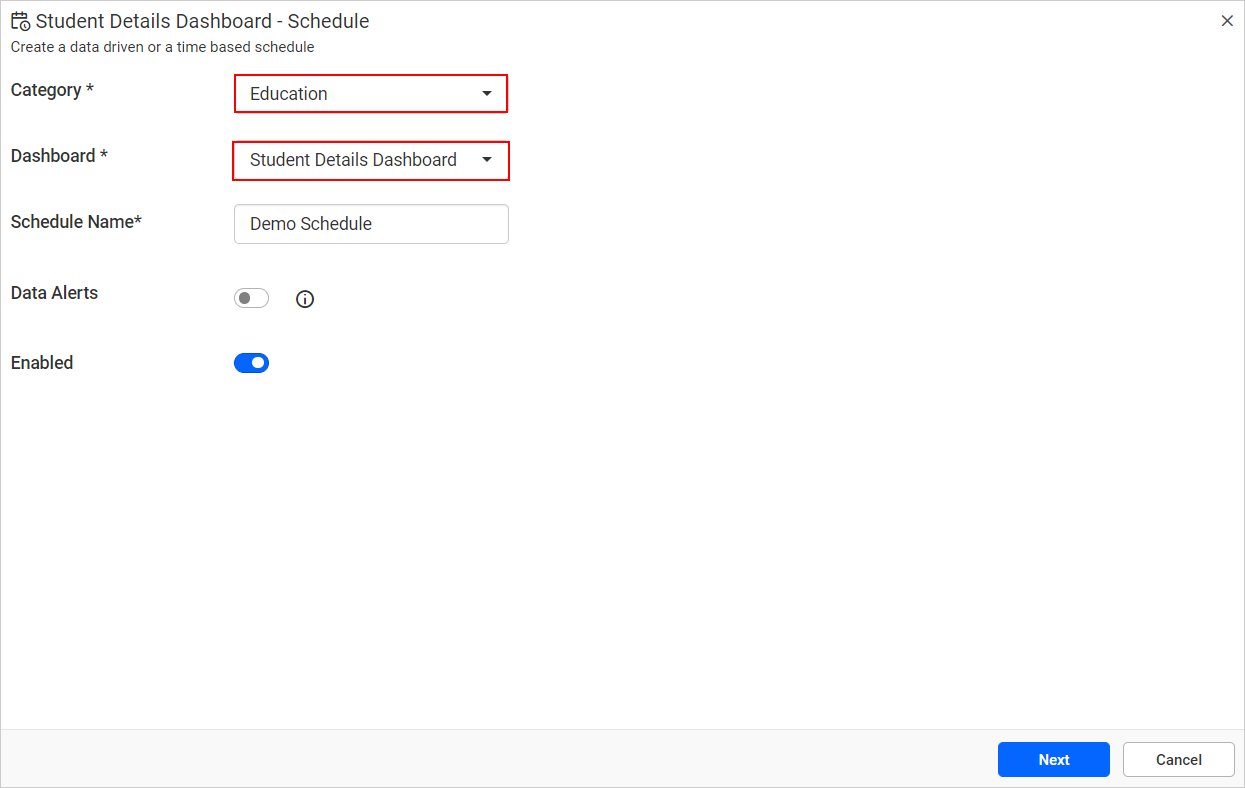 Student Details Dashboard - Schedule
Create a data driven or a time based schedule
Category *
Education
Dashboard *
Student Details Dashboard
Schedule Name*
Demo Schedule
Data Alerts
Enabled
Next
Cancel